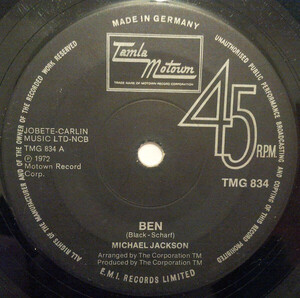 MADE IN GERMANY
Tamla
Motown
TRADE NAME OF MOTOWN RECORD CORPORATION
45
R.P.M.
TMG 834
JOBETE-CARLIN
MUSIC LTD-NCB
TMG 834 A
Ⓟ 1972
Motown Record
Corp.
BEN
(Black - Scharf)
MICHAEL JACKSON
Arranged by The Corporation TM
Produced by The Corporation TM
E.M.I. RECORDS LIMITED
ALL RIGHTS OF THE MANUFACTURER AND OF THE OWNER OF THE RECORDED WORK RESERVED
UNAUTHORISED PUBLIC PERFORMANCE BROADCASTING AND COPYING OF THIS RECORD PROHIBITED